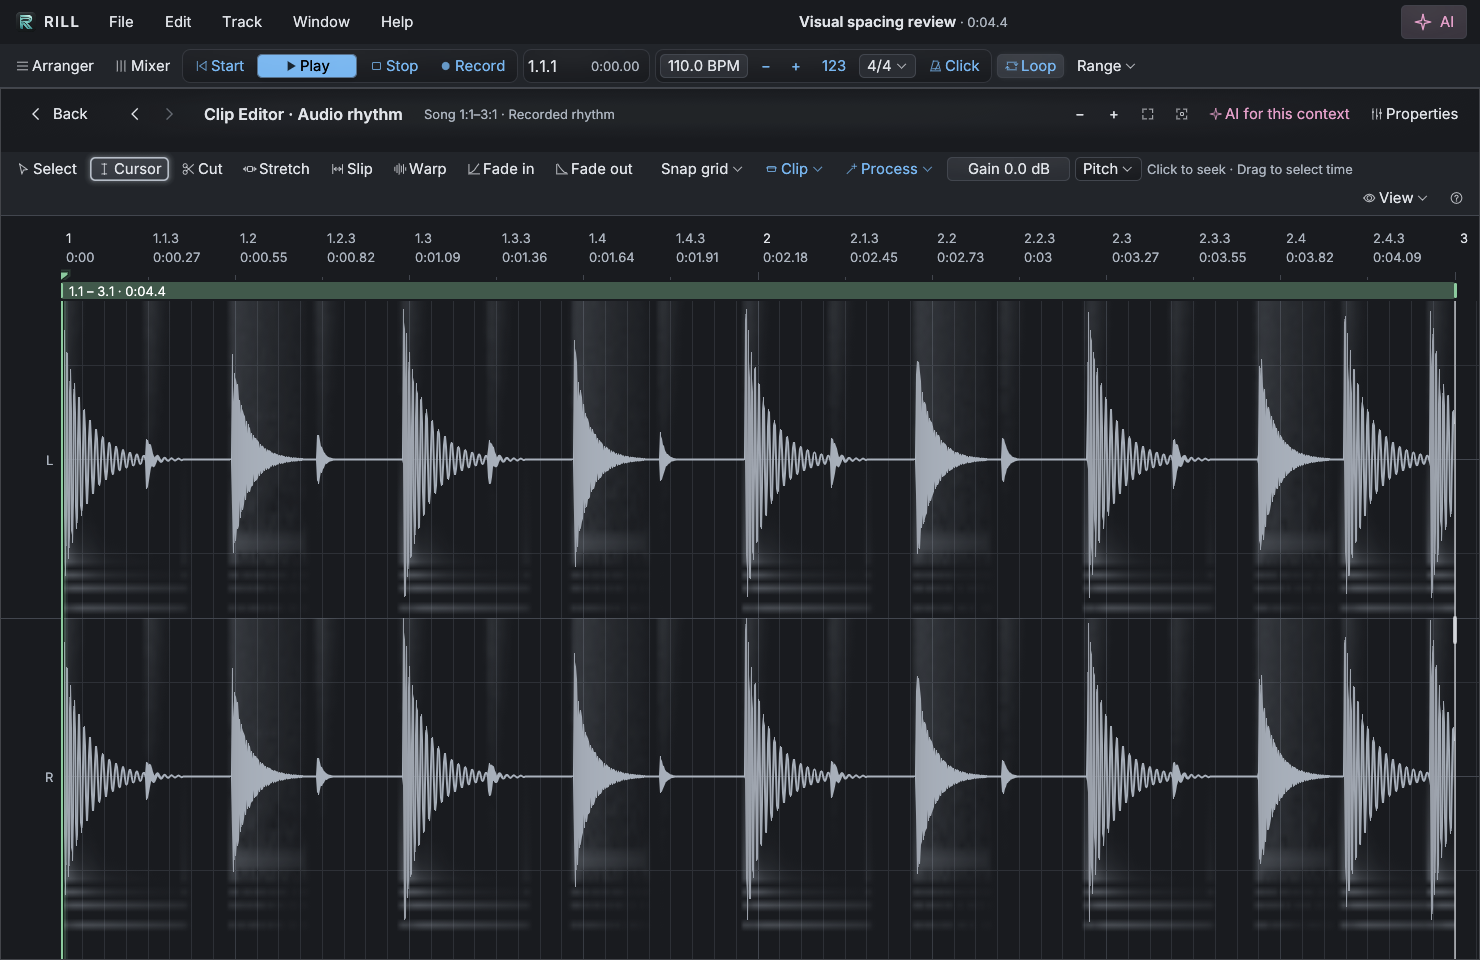 RILL File Edit Track Window Help Visual spacing review · 0:04.4 AI
Arranger Mixer Start Play Stop Record 1.1.1 0:00.00 110.0 BPM − + 123 4/4 Click Loop Range
Back Clip Editor · Audio rhythm Song 1:1–3:1 · Recorded rhythm − + AI for this context Properties
Select Cursor Cut Stretch Slip Warp Fade in Fade out Snap grid Clip Process Gain 0.0 dB Pitch Click to seek · Drag to select time
View
1 1.1.3 1.2 1.2.3 1.3 1.3.3 1.4 1.4.3 2 2.1.3 2.2 2.2.3 2.3 2.3.3 2.4 2.4.3 3
0:00 0:00.27 0:00.55 0:00.82 0:01.09 0:01.36 0:01.64 0:01.91 0:02.18 0:02.45 0:02.73 0:03 0:03.27 0:03.55 0:03.82 0:04.09
1.1 – 3.1 · 0:04.4
L
R